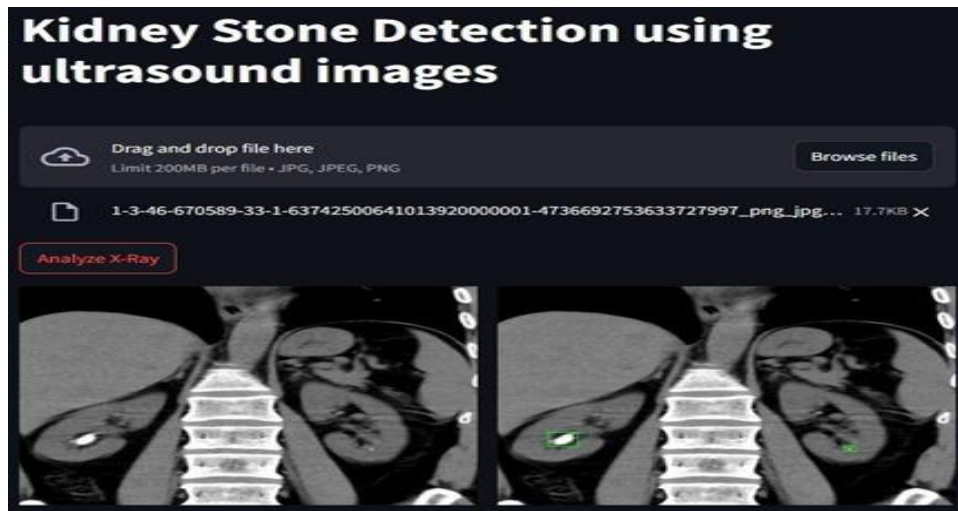 Kidney Stone Detection using
ultrasound images
Drag and drop file here
Limit 200MB per file • JPG, JPEG, PNG
Browse files
1-3-46-670589-33-1-63742500641013920000001-4736692753633727997_png_jpg... 17.7KB ×
Analyze X-Ray